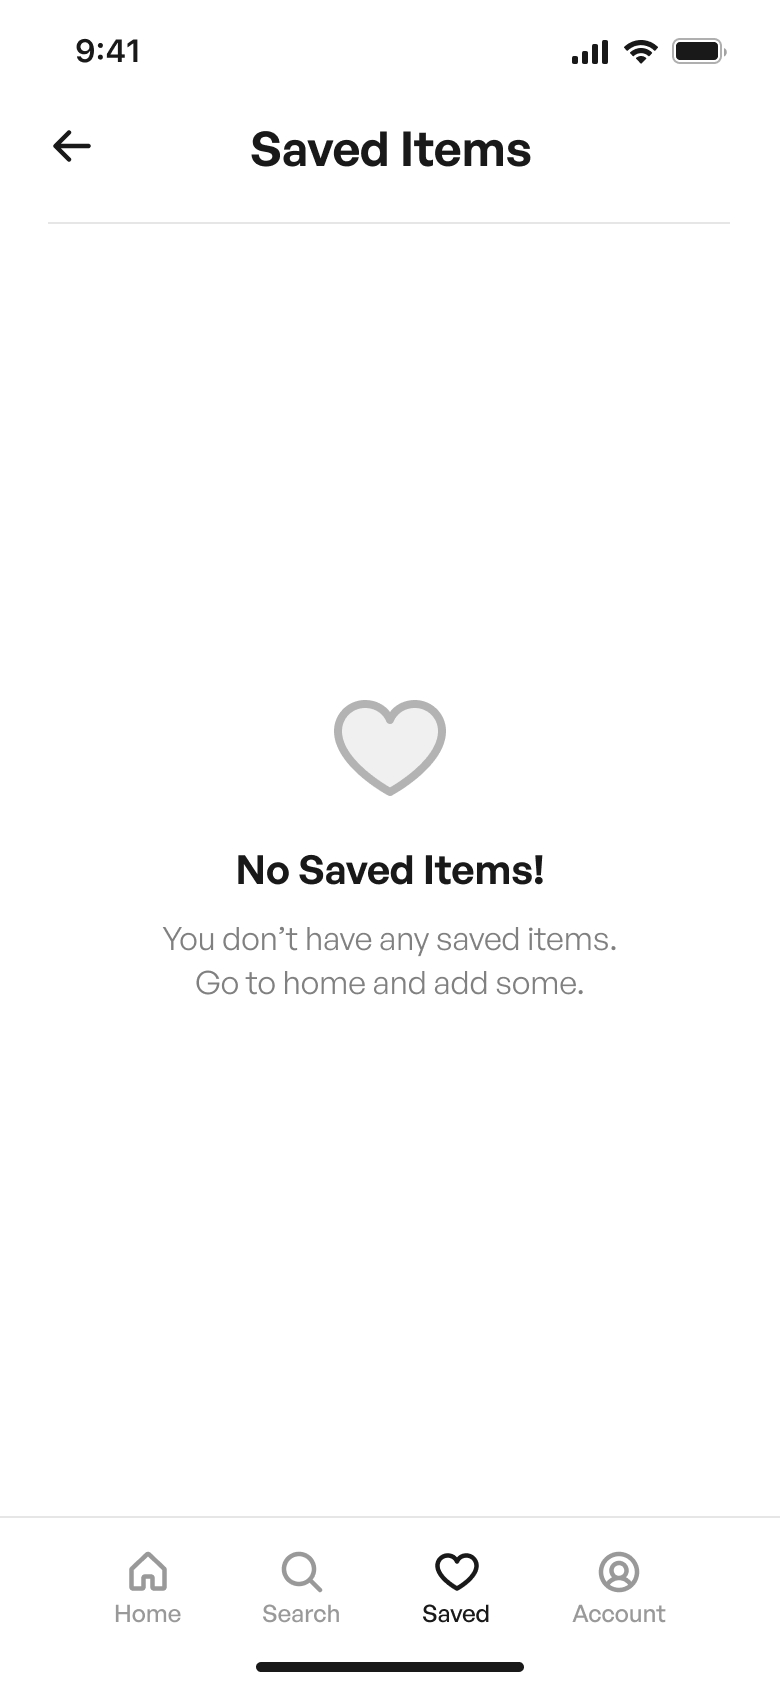 9:41
Saved Items
No Saved Items!
You don’t have any saved items.
Go to home and add some.
Home
Search
Saved
Account